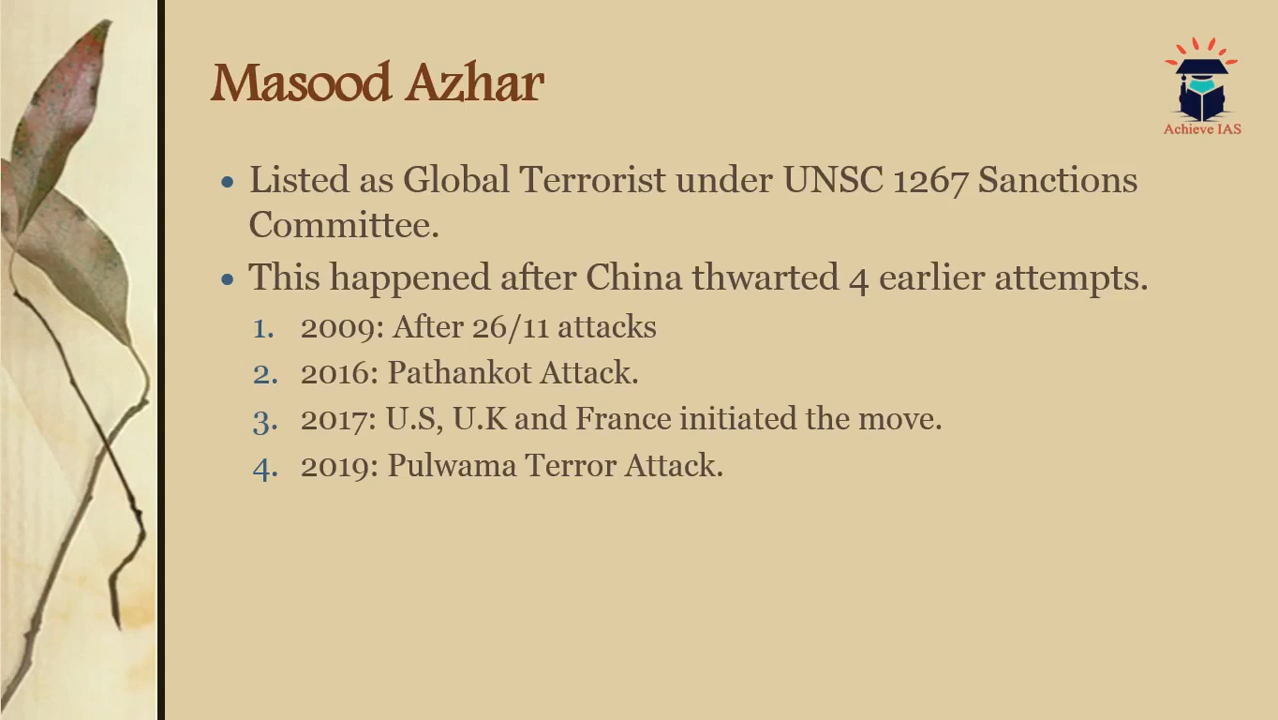 Masood Azhar
Achieve IAS
• Listed as Global Terrorist under UNSC 1267 Sanctions
Committee.
• This happened after China thwarted 4 earlier attempts.
1. 2009: After 26/11 attacks
2. 2016: Pathankot Attack.
3. 2017: U.S, U.K and France initiated the move.
4. 2019: Pulwama Terror Attack.